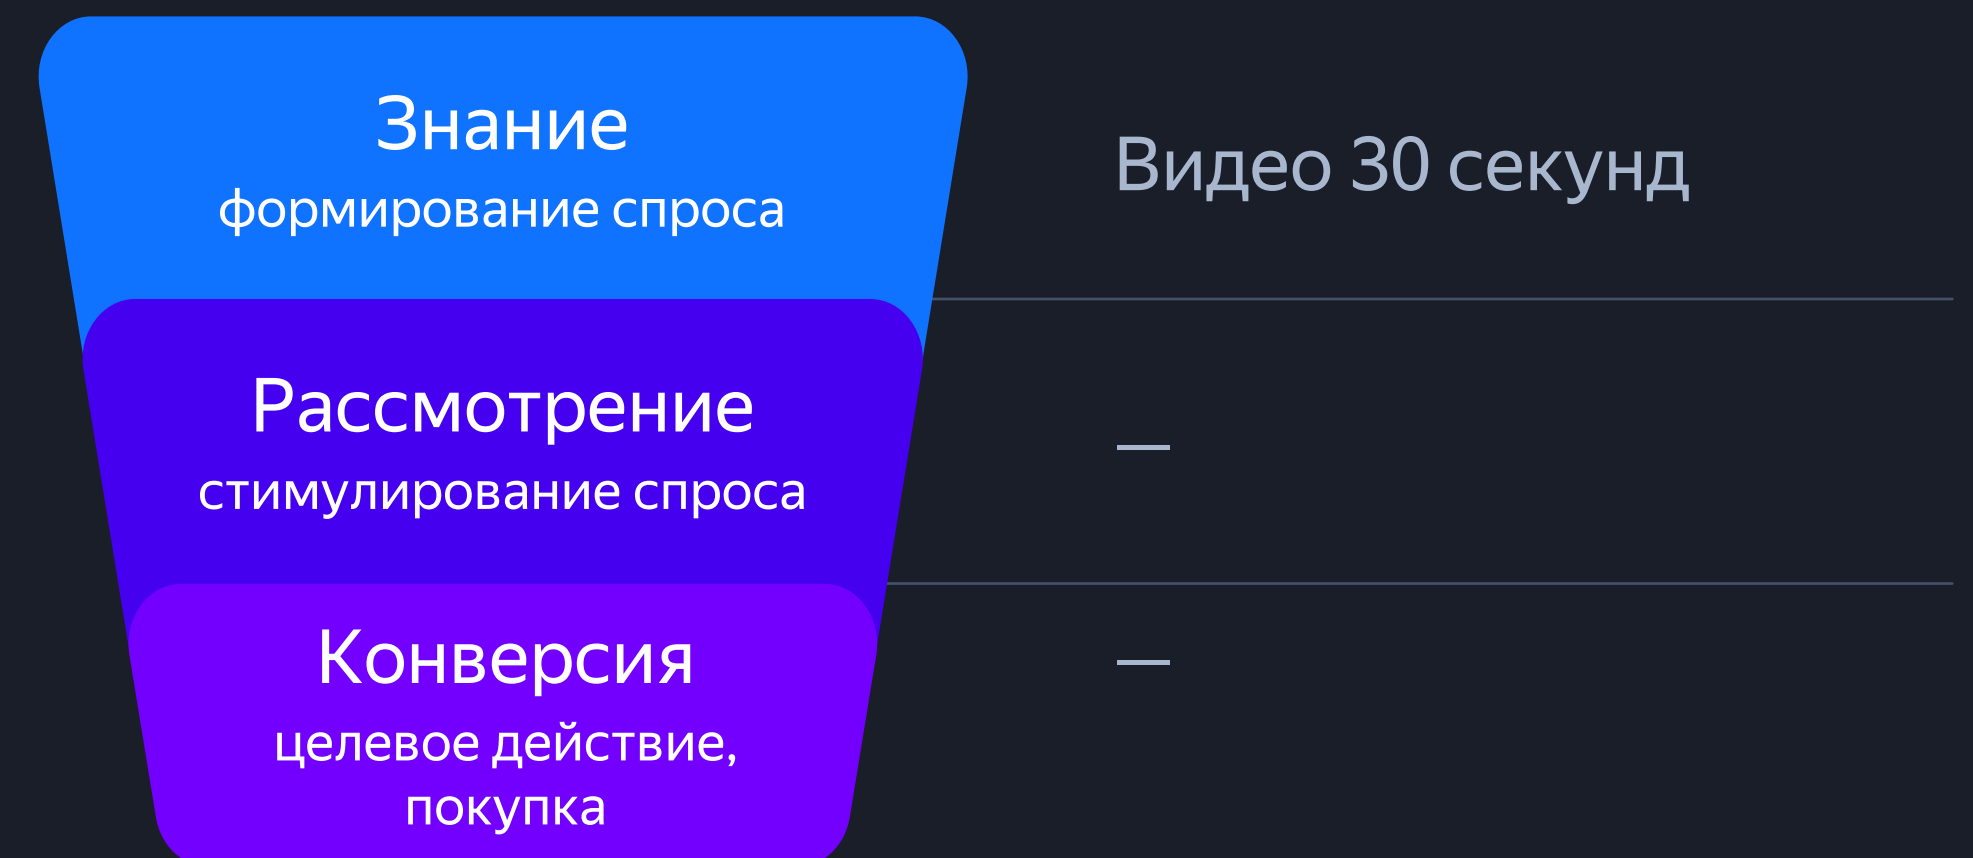 Знание
формирование спроса
Видео 30 секунд
Рассмотрение
стимулирование спроса
—
Конверсия
целевое действие,
покупка
—